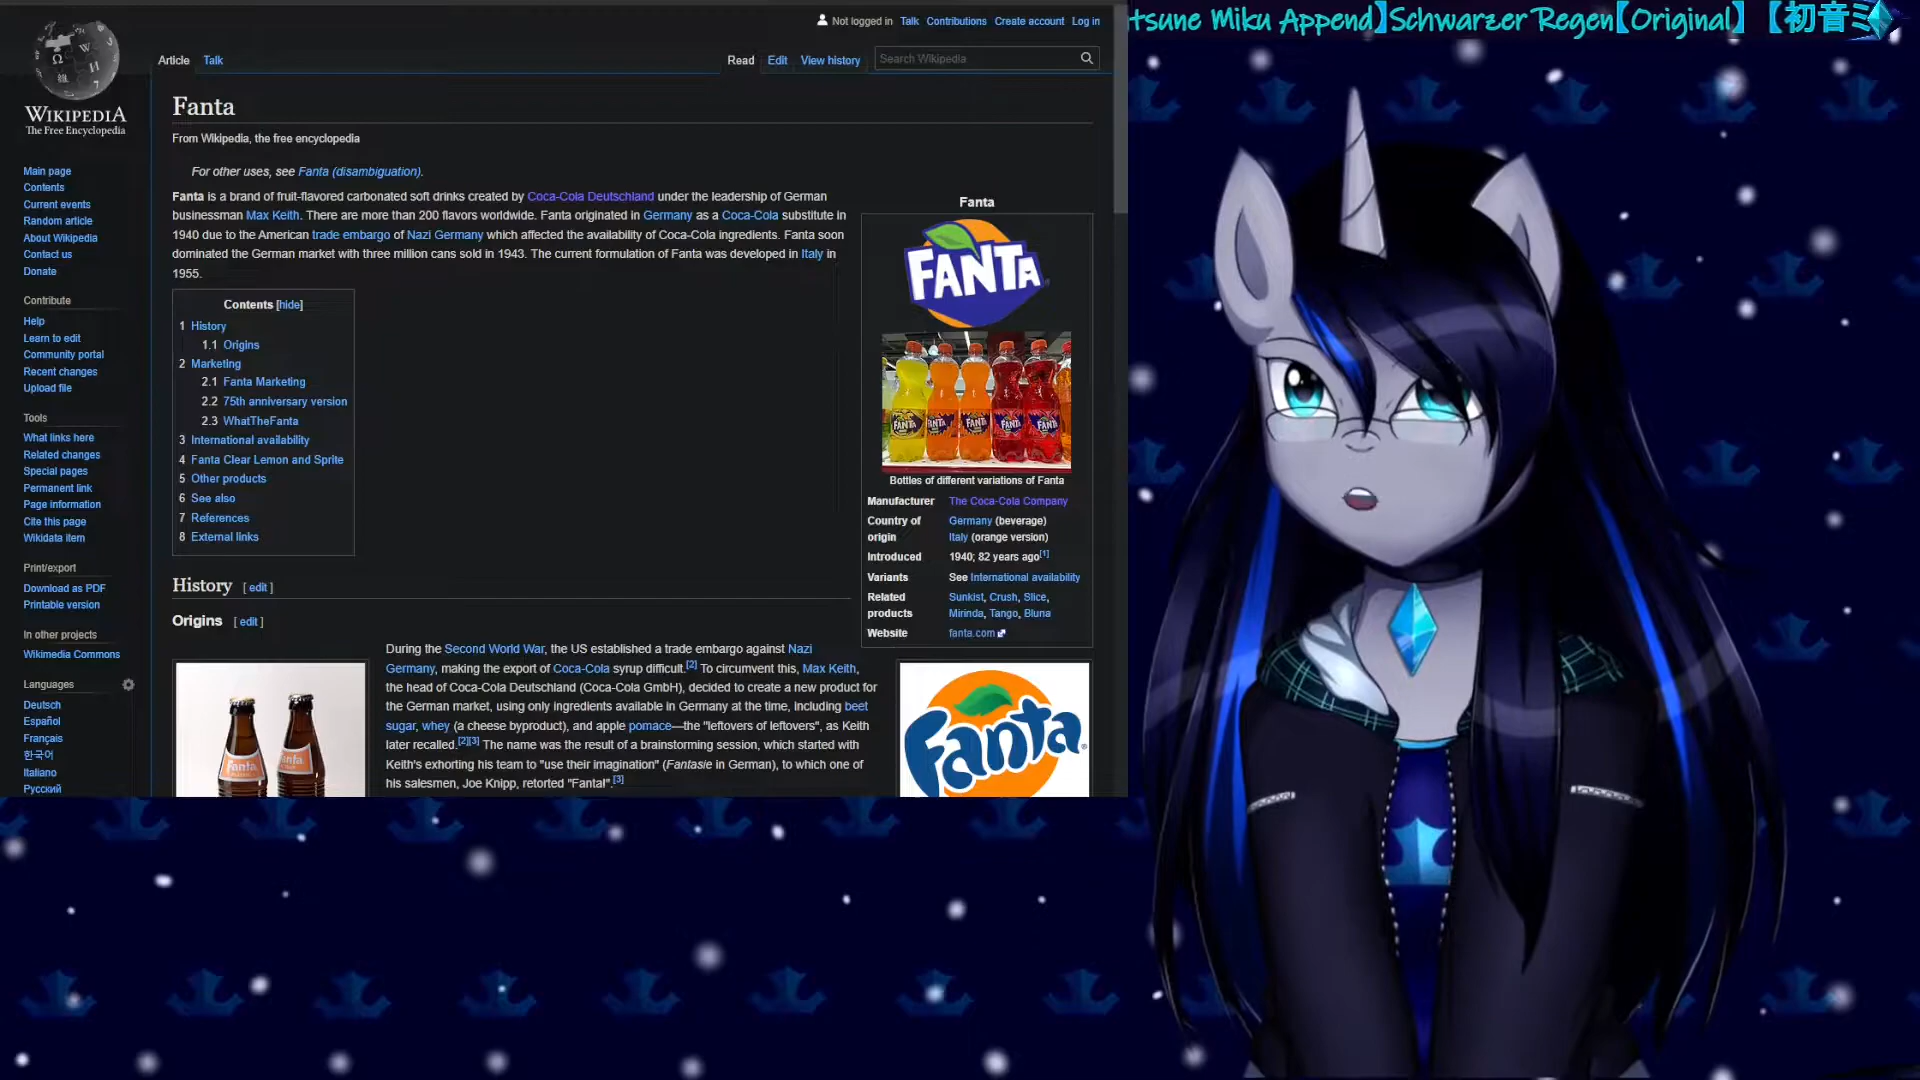 tsune Miku Append】Schwarzer Regen【Original】 【初音ミ
Not logged in Talk Contributions Create account Log in
Article Talk Read Edit View history Search Wikipedia
WIKIPEDIA
The Free Encyclopedia
Main page
Contents
Current events
Random article
About Wikipedia
Contact us
Donate
Contribute
Help
Learn to edit
Community portal
Recent changes
Upload file
Tools
What links here
Related changes
Special pages
Permanent link
Page information
Cite this page
Wikidata item
Print/export
Download as PDF
Printable version
In other projects
Wikimedia Commons
Languages
Deutsch
Español
Français
한국어
Italiano
Русский
Fanta
From Wikipedia, the free encyclopedia
For other uses, see Fanta (disambiguation).
Fanta is a brand of fruit-flavored carbonated soft drinks created by Coca-Cola Deutschland under the leadership of German
businessman Max Keith. There are more than 200 flavors worldwide. Fanta originated in Germany as a Coca-Cola substitute in
1940 due to the American trade embargo of Nazi Germany which affected the availability of Coca-Cola ingredients. Fanta soon
dominated the German market with three million cans sold in 1943. The current formulation of Fanta was developed in Italy in
1955.
Contents [hide]
1 History
1.1 Origins
2 Marketing
2.1 Fanta Marketing
2.2 75th anniversary version
2.3 WhatTheFanta
3 International availability
4 Fanta Clear Lemon and Sprite
5 Other products
6 See also
7 References
8 External links
Fanta
FANTA
FANTA FANTA FANTA FANTA FANTA
Bottles of different variations of Fanta
Manufacturer The Coca-Cola Company
Country of origin Germany (beverage)
Italy (orange version)
Introduced 1940; 82 years ago[1]
Variants See International availability
Related products Sunkist, Crush, Slice,
Mirinda, Tango, Bluna
Website fanta.com
History [ edit ]
Origins [ edit ]
During the Second World War, the US established a trade embargo against Nazi
Germany, making the export of Coca-Cola syrup difficult.[2] To circumvent this, Max Keith,
the head of Coca-Cola Deutschland (Coca-Cola GmbH), decided to create a new product for
the German market, using only ingredients available in Germany at the time, including beet
sugar, whey (a cheese byproduct), and apple pomace—the "leftovers of leftovers", as Keith
later recalled.[2][3] The name was the result of a brainstorming session, which started with
Keith's exhorting his team to "use their imagination" (Fantasie in German), to which one of
his salesmen, Joe Knipp, retorted "Fanta!".[3]
Fanta Fanta
Fanta